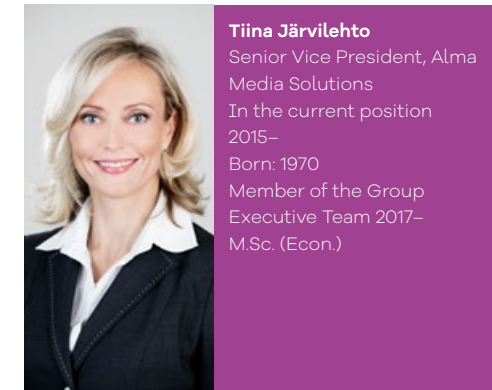 Tiina Järvilehto
Senior Vice President, Alma
Media Solutions
In the current position
2015–
Born: 1970
Member of the Group
Executive Team 2017–
M.Sc. (Econ.)